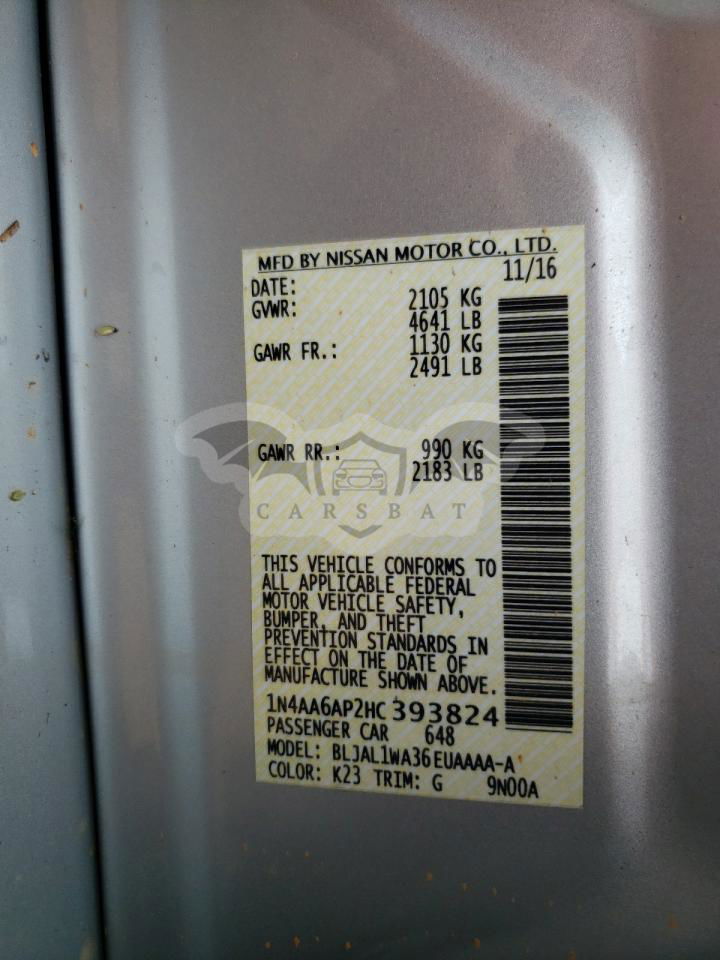 MFD BY NISSAN MOTOR CO., LTD.
DATE: 11/16
GVWR: 2105 KG
4641 LB
GAWR FR.: 1130 KG
2491 LB
GAWR RR.: 990 KG
2183 LB
CARSBAT
THIS VEHICLE CONFORMS TO
ALL APPLICABLE FEDERAL
MOTOR VEHICLE SAFETY,
BUMPER, AND THEFT
PREVENTION STANDARDS IN
EFFECT ON THE DATE OF
MANUFACTURE SHOWN ABOVE.
1N4AA6AP2HC393824
PASSENGER CAR 648
MODEL: BLJAL1WA36EUAAAA-A
COLOR: K23 TRIM: G 9N00A